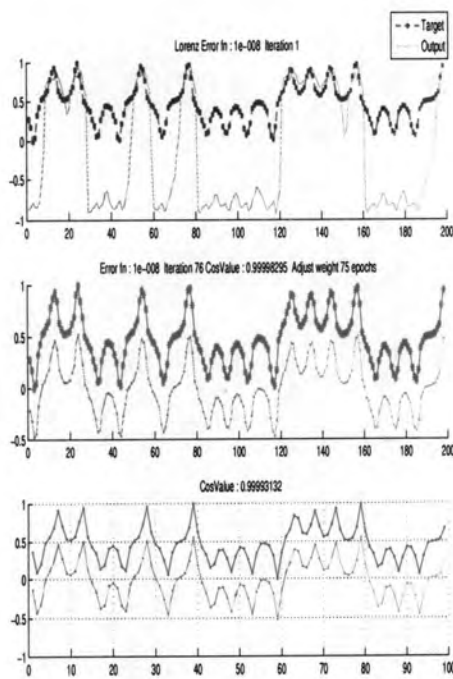 Target
Output
Lorenz Error fn : 1e-008 Iteration 1
1
0.5
0
-0.5
-1
0 20 40 60 80 100 120 140 160 180 200
Error fn : 1e-008 Iteration 76 CosValue : 0.99998295 Adjust weight 75 epochs
1
0.5
0
-0.5
0 20 40 60 80 100 120 140 160 180 200
CosValue : 0.99993132
1
0.5
0
-0.5
-1
0 10 20 30 40 50 60 70 80 90 100